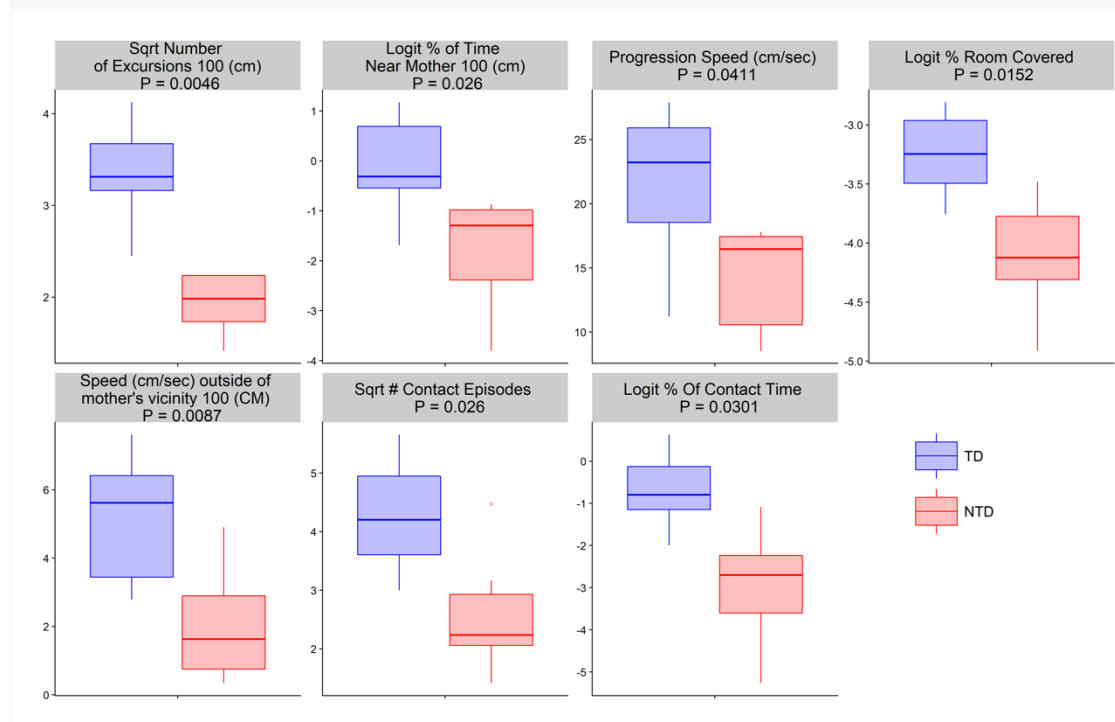 Sqrt Number
of Excursions 100 (cm)
P = 0.0046
4
3
2
Logit % of Time
Near Mother 100 (cm)
P = 0.026
1
0
-1
-2
-3
-4
Progression Speed (cm/sec)
P = 0.0411
25
20
15
10
Logit % Room Covered
P = 0.0152
-3.0
-3.5
-4.0
-4.5
-5.0
Speed (cm/sec) outside of
mother's vicinity 100 (CM)
P = 0.0087
6
4
2
0
Sqrt # Contact Episodes
P = 0.026
5
4
3
2
Logit % Of Contact Time
P = 0.0301
0
-1
-2
-3
-4
-5
TD
NTD